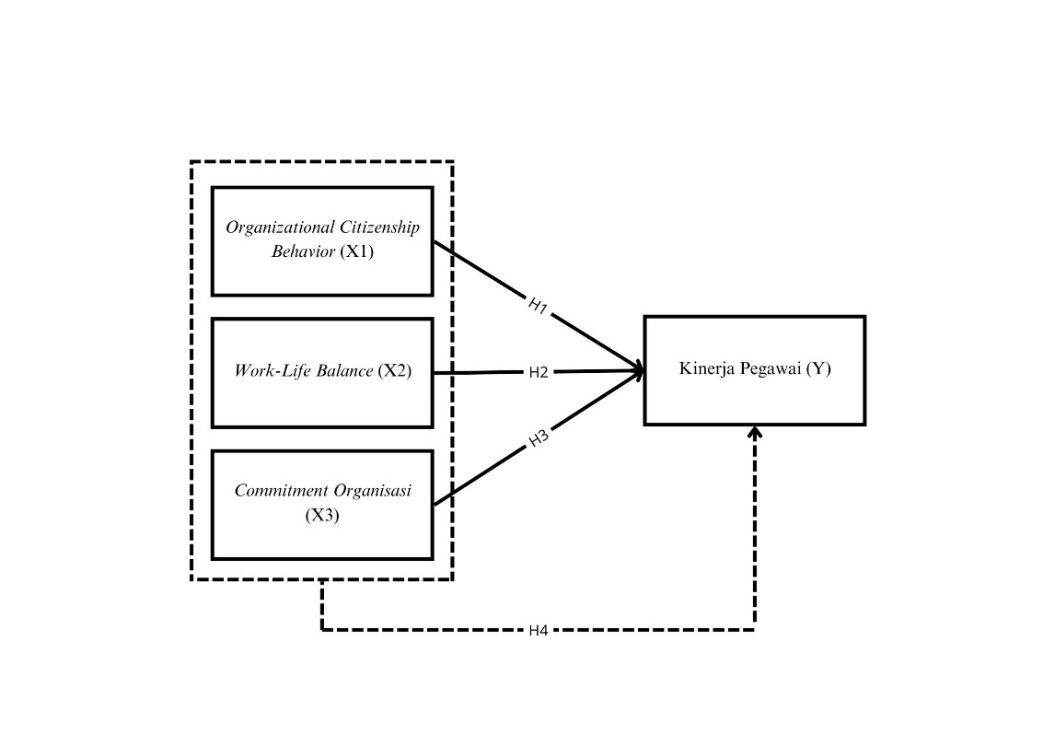 Organizational Citizenship
Behavior (X1)
H1
Work-Life Balance (X2)
H2
Kinerja Pegawai (Y)
H3
Commitment Organisasi
(X3)
H4